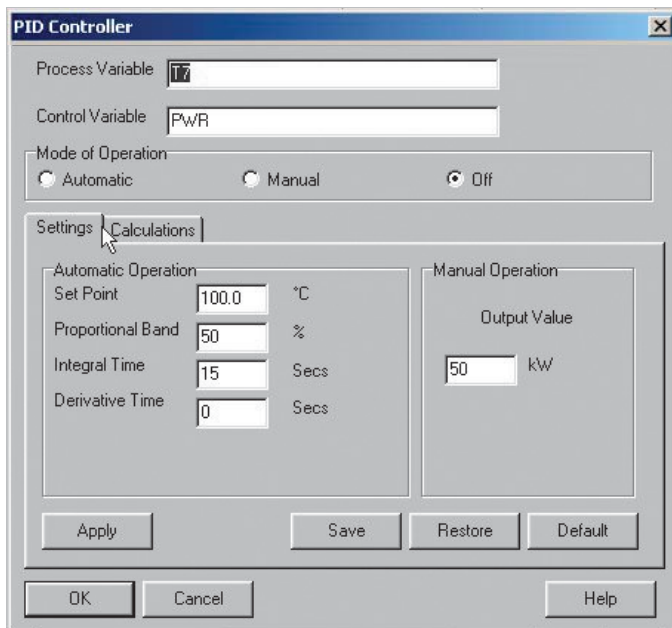 PID Controller
Process Variable T7
Control Variable PWR
Mode of Operation
Automatic Manual Off
Settings Calculations
Automatic Operation
Set Point 100.0 °C
Proportional Band 50 %
Integral Time 15 Secs
Derivative Time 0 Secs
Manual Operation
Output Value
50 kW
Apply Save Restore Default
OK Cancel Help